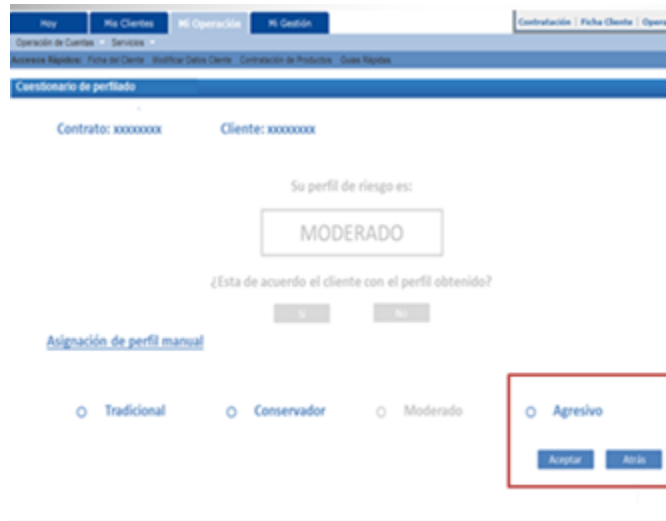 Hoy Mis Clientes Mi Operación Mi Gestión Contratación | Ficha Cliente | Opera
Operación de Cuentas Servicios
Accesos Rápidos: Ficha del Cliente Modificar Datos Cliente Contratación de Productos Guias Rápidas
Cuestionario de perfilado
Contrato: xxxxxxxx Cliente: xxxxxxxx
Su perfil de riesgo es:
MODERADO
¿Esta de acuerdo el cliente con el perfil obtenido?
Si No
Asignación de perfil manual
Tradicional Conservador Moderado Agresivo
Aceptar Atrás